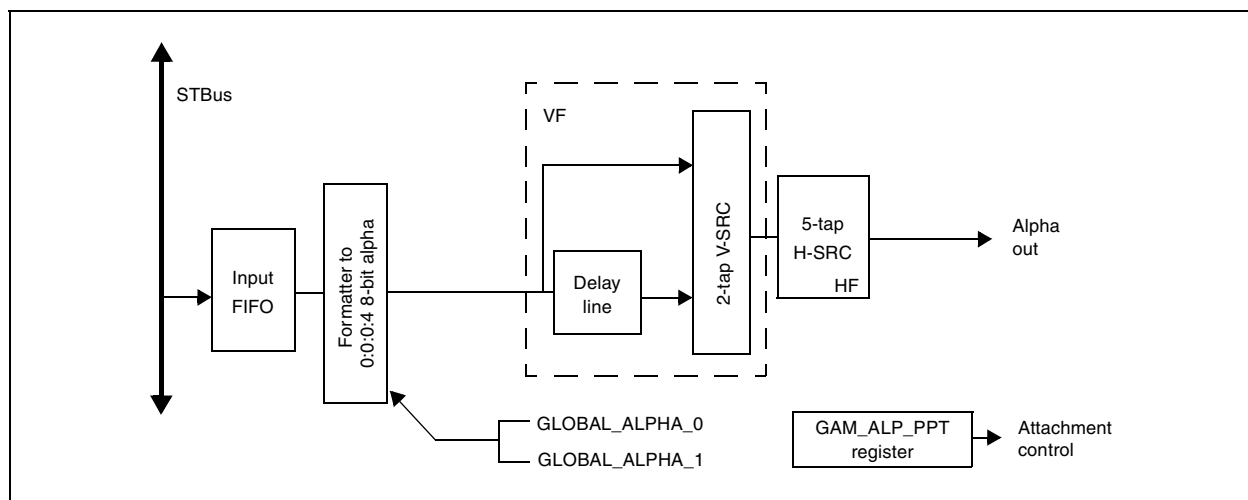 STBus
VF
Input
FIFO
Formatter to
0:0:0:4 8-bit alpha
Delay
line
2-tap V-SRC
5-tap
H-SRC
HF
Alpha
out
GLOBAL_ALPHA_0
GLOBAL_ALPHA_1
GAM_ALP_PPT
register
Attachment
control